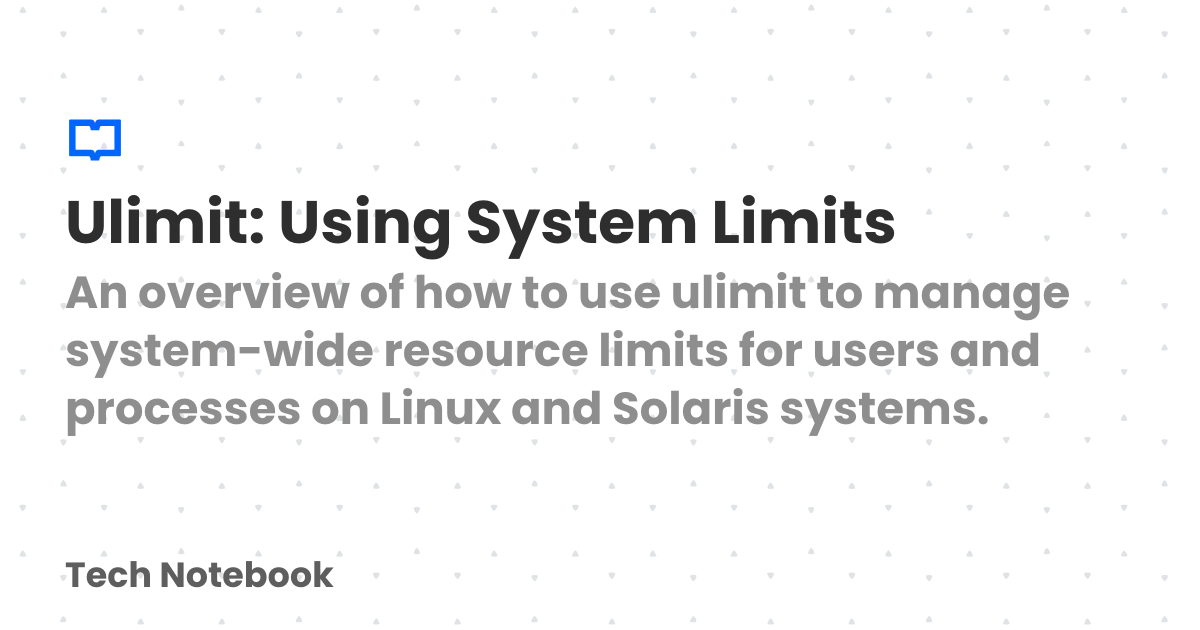 Ulimit: Using System Limits
An overview of how to use ulimit to manage
system-wide resource limits for users and
processes on Linux and Solaris systems.
Tech Notebook